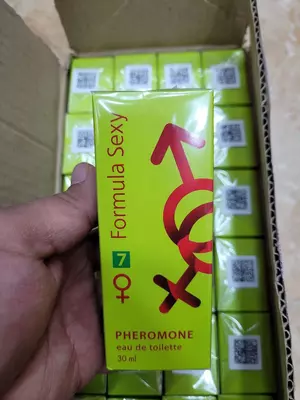 7 Formula Sexy
PHEROMONE
eau de toilette
30 ml